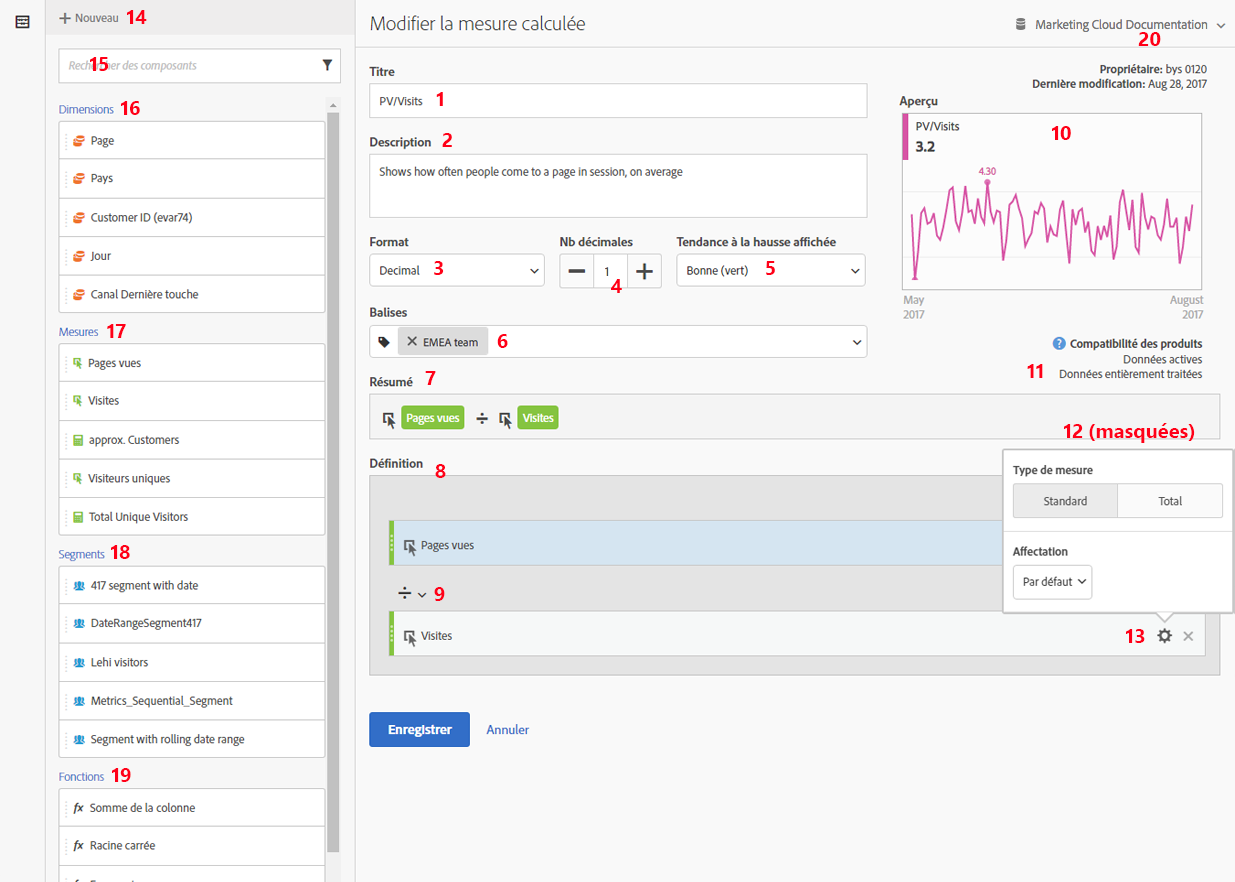 Nouveau 14
Rechercher des composants 15
Dimensions 16
Page
Pays
Customer ID (evar74)
Jour
Canal Dernière touche
Mesures 17
Pages vues
Visites
approx. Customers
Visiteurs uniques
Total Unique Visitors
Segments 18
417 segment with date
DateRangeSegment417
Lehi visitors
Metrics_Sequential_Segment
Segment with rolling date range
Fonctions 19
fx Somme de la colonne
fx Racine carrée
Modifier la mesure calculée
Marketing Cloud Documentation
20
Propriétaire: bys 0120
Dernière modification: Aug 28, 2017
Titre
PV/Visits 1
Description 2
Shows how often people come to a page in session, on average
Format
Decimal 3
Nb décimales
1
4
Tendance à la hausse affichée
Bonne (vert) 5
Balises
EMEA team 6
Aperçu
PV/Visits 10
3.2
4.30
May
2017
August
2017
? Compatibilité des produits
Données actives
11 Données entièrement traitées
Résumé 7
Pages vues ÷ Visites
12 (masquées)
Définition 8
Pages vues
÷ 9
Visites
13
Type de mesure
Standard Total
Affectation
Par défaut
Enregistrer Annuler